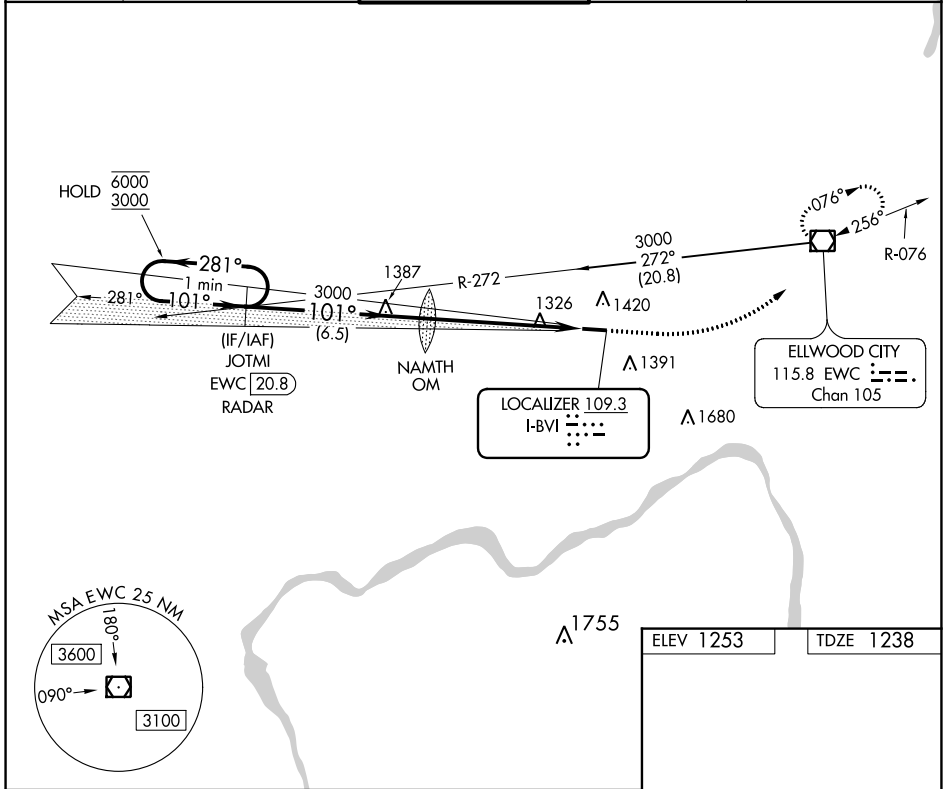 HOLD 6000
3000
281°
1 min
281°
101°
3000
101°
(6.5)
1387
R-272
3000
272°
(20.8)
076°
256°
R-076
1326
1420
1391
1680
(IF/IAF)
JOTMI
EWC 20.8
RADAR
NAMTH
OM
LOCALIZER 109.3
I-BVI
ELLWOOD CITY
115.8 EWC
Chan 105
MSA EWC 25 NM
180°
3600
090°
3100
1755
ELEV 1253
TDZE 1238